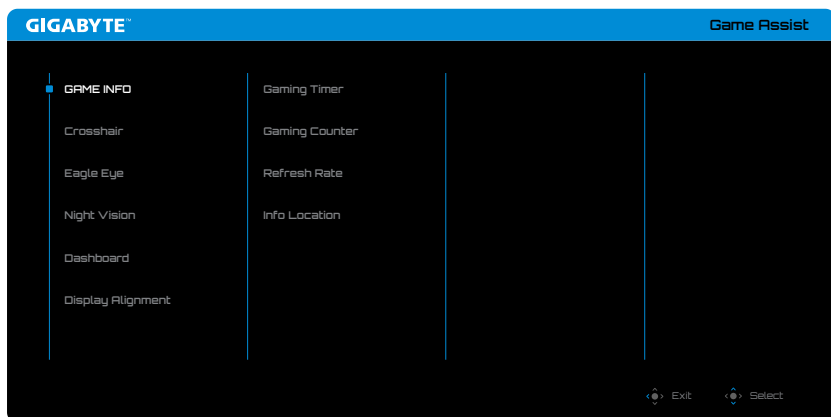 GIGABYTE™
Game Assist
GAME INFO
Crosshair
Eagle Eye
Night Vision
Dashboard
Display Alignment
Gaming Timer
Gaming Counter
Refresh Rate
Info Location
Exit
Select